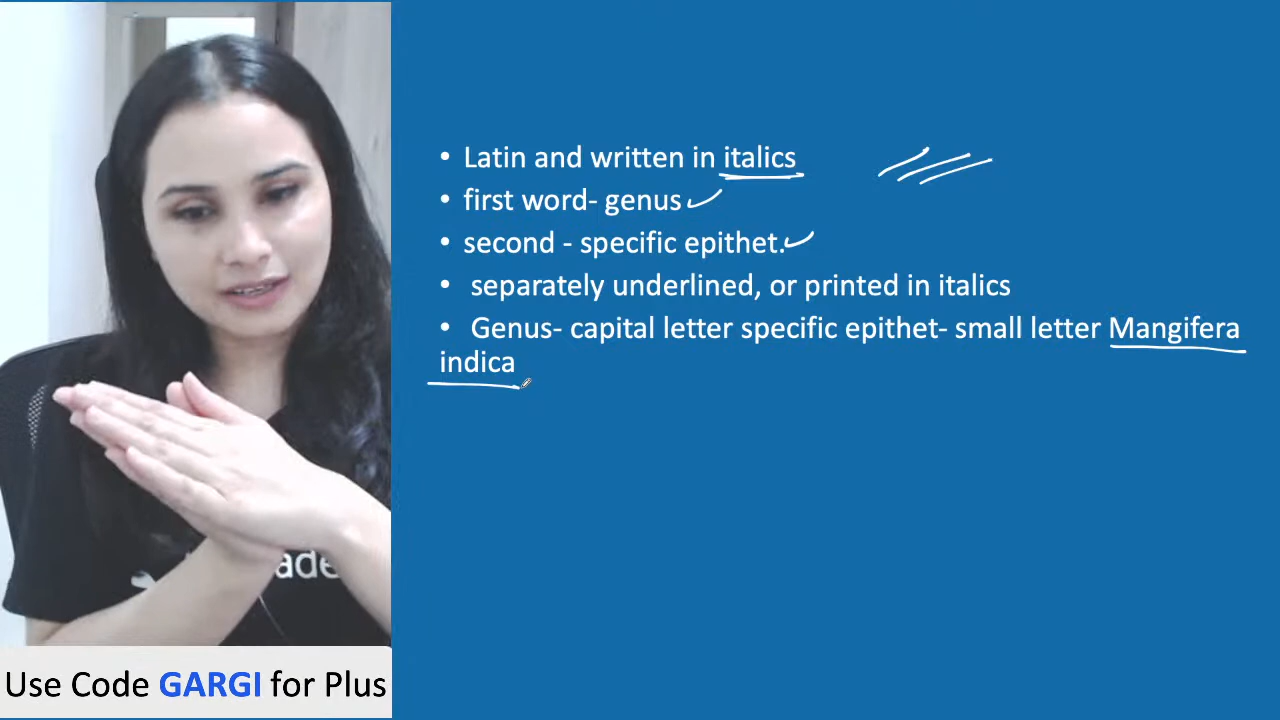 • Latin and written in italics
• first word- genus
• second - specific epithet.
• separately underlined, or printed in italics
• Genus- capital letter specific epithet- small letter Mangifera
indica
ade
Use Code GARGI for Plus